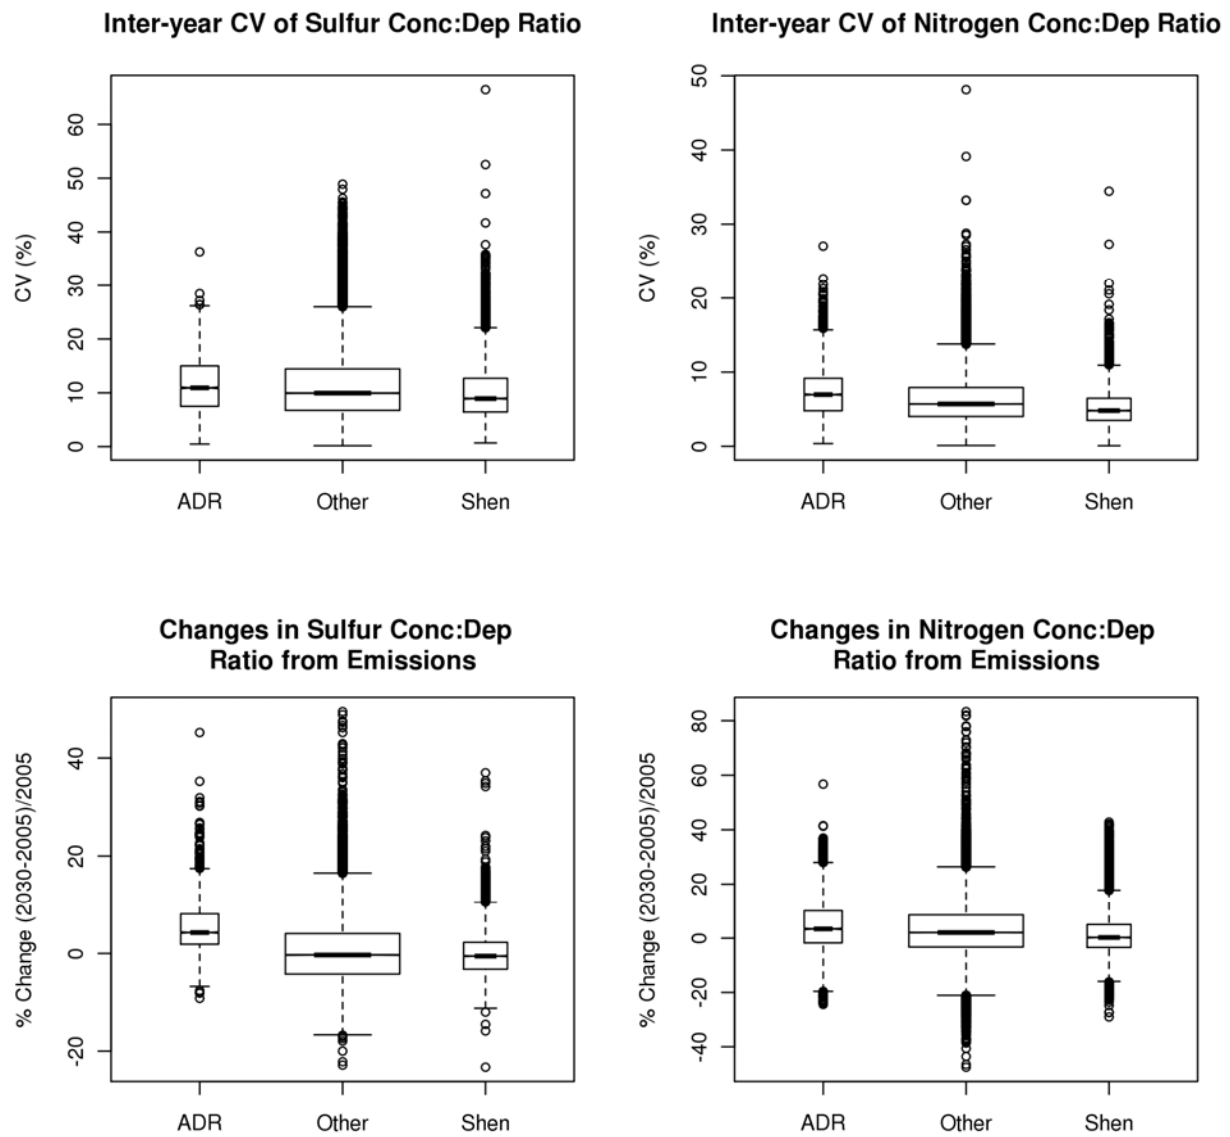 Inter-year CV of Sulfur Conc:Dep Ratio
CV (%)
60
50
40
30
20
10
0
ADR Other Shen
Inter-year CV of Nitrogen Conc:Dep Ratio
CV (%)
50
40
30
20
10
0
ADR Other Shen
Changes in Sulfur Conc:Dep
Ratio from Emissions
% Change (2030-2005)/2005
40
20
0
-20
ADR Other Shen
Changes in Nitrogen Conc:Dep
Ratio from Emissions
% Change (2030-2005)/2005
80
60
40
20
0
-20
-40
ADR Other Shen